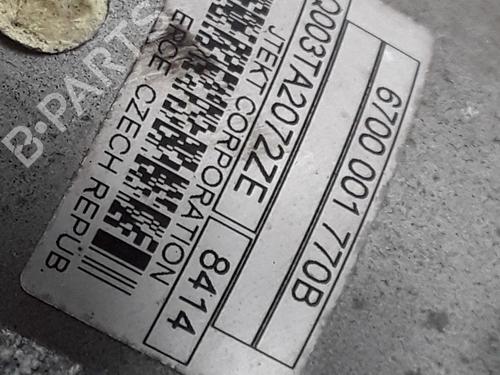 6700 001 770B
Q003TA2072ZE
8414
JTEKT CORPORATION
CZECH REPUB.
B-PARTS